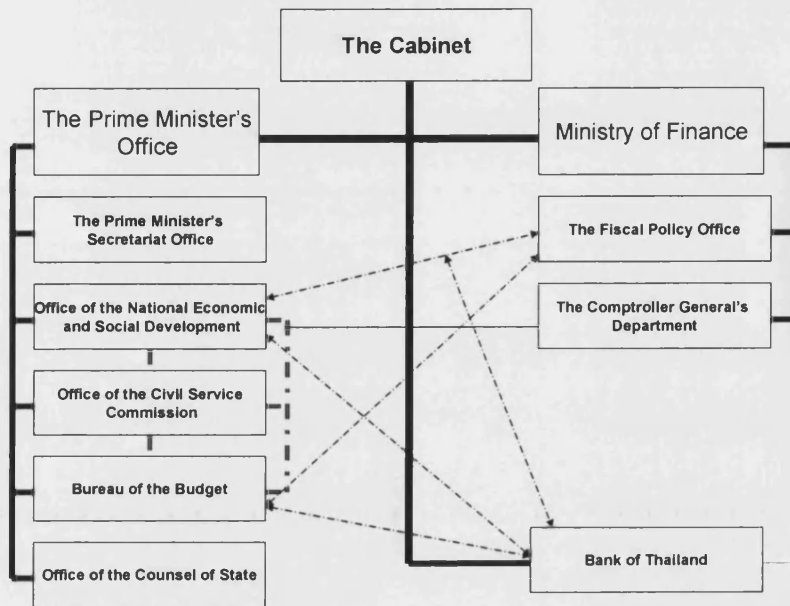 The Cabinet
The Prime Minister's
Office
Ministry of Finance
The Prime Minister's
Secretariat Office
The Fiscal Policy Office
Office of the National Economic
and Social Development
The Comptroller General's
Department
Office of the Civil Service
Commission
Bureau of the Budget
Bank of Thailand
Office of the Counsel of State